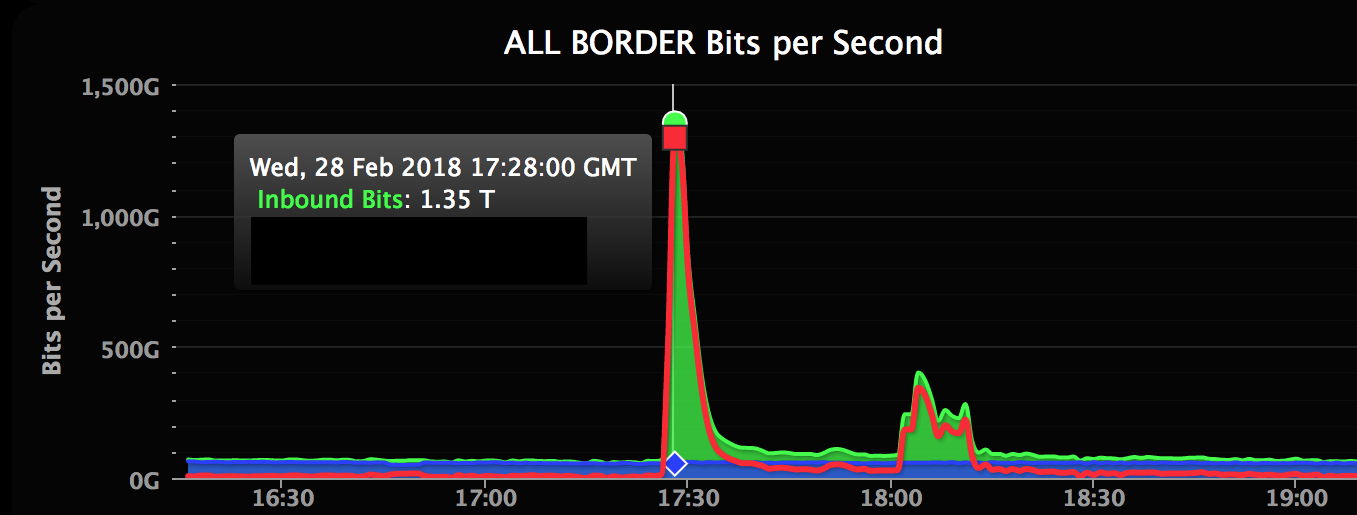 ALL BORDER Bits per Second
1,500G
Wed, 28 Feb 2018 17:28:00 GMT
Inbound Bits: 1.35 T
1,000G
Bits per Second
500G
0G
16:30 17:00 17:30 18:00 18:30 19:00